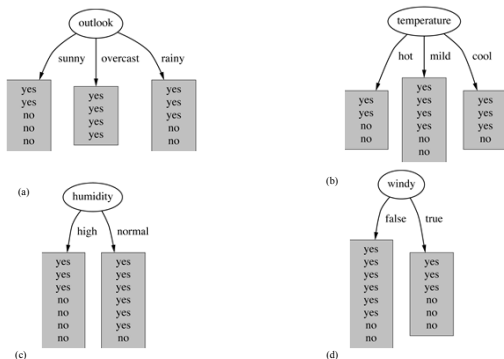 outlook
sunny overcast rainy
yes
yes
no
no
no
yes
yes
yes
yes
yes
yes
yes
no
no
(a)
temperature
hot mild cool
yes
yes
no
no
yes
yes
yes
yes
no
no
yes
yes
yes
no
(b)
humidity
high normal
yes
yes
yes
no
no
no
no
yes
yes
yes
yes
yes
yes
no
(c)
windy
false true
yes
yes
yes
yes
yes
yes
no
no
yes
yes
yes
no
no
no
(d)